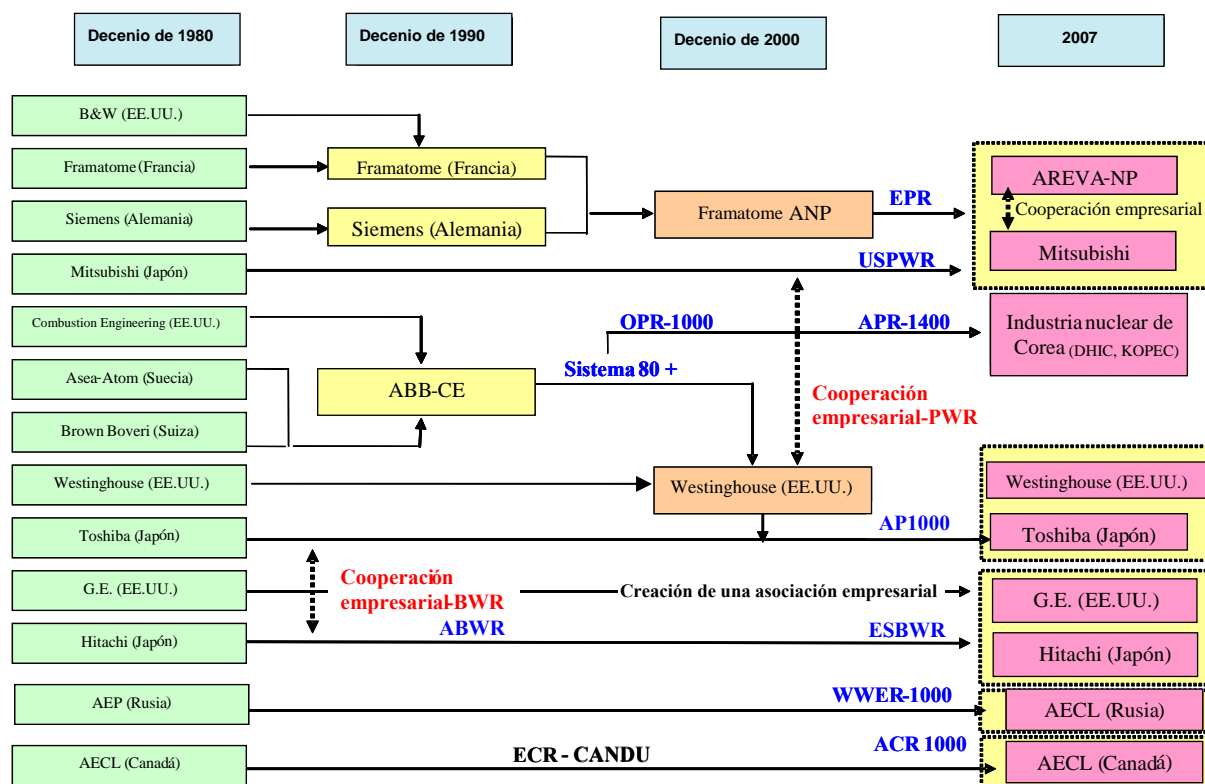 Decenio de 1980
Decenio de 1990
Decenio de 2000
2007
B&W (EE.UU.)
Framatome (Francia)
Siemens (Alemania)
Mitsubishi (Japón)
Combustion Engineering (EE.UU.)
Asea-Atom (Suecia)
Brown Boveri (Suiza)
Westinghouse (EE.UU.)
Toshiba (Japón)
G.E. (EE.UU.)
Hitachi (Japón)
AEP (Rusia)
AECL (Canadá)
Framatome (Francia)
Siemens (Alemania)
ABB-CE
Framatome ANP
Westinghouse (EE.UU.)
EPR
USPWR
OPR-1000
APR-1400
Sistema 80 +
Cooperación
empresarial-PWR
AP1000
Cooperación
empresarial-BWR
Creación de una asociación empresarial
ABWR
ESBWR
WWER-1000
ECR - CANDU
ACR 1000
AREVA-NP
Cooperación empresarial
Mitsubishi
Industria nuclear de
Corea (DHIC, KOPEC)
Westinghouse (EE.UU.)
Toshiba (Japón)
G.E. (EE.UU.)
Hitachi (Japón)
AECL (Rusia)
AECL (Canadá)